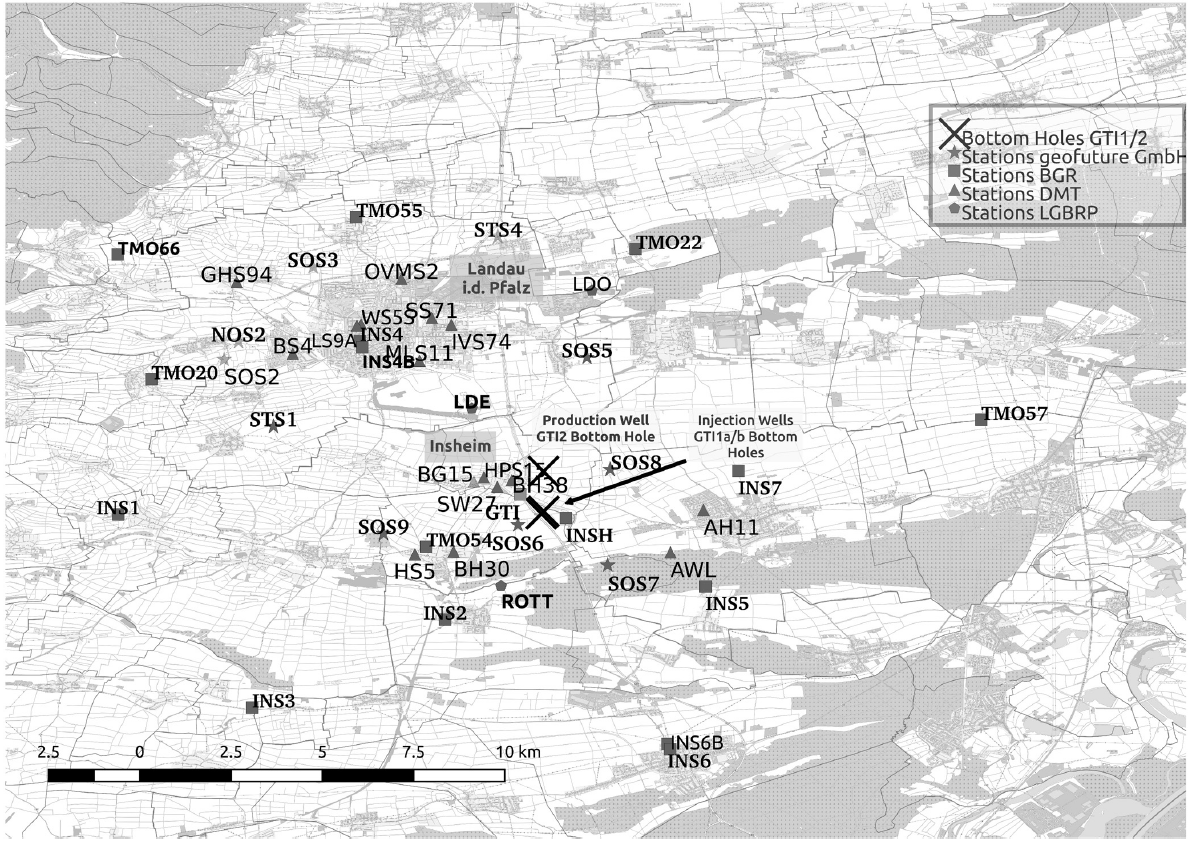 Bottom Holes GTI1/2
Stations geofuture GmbH
Stations BGR
Stations DMT
Stations LGBRP
TMO55
STS4
TMO22
TMO66
SOS3
GHS94
OVMS2
Landau
i.d. Pfalz
LDO
WS55
SS71
NOS2
BS4
LS9A
INS4
IVS74
MLS11
INS4B
SOS5
TMO20
SOS2
LDE
STS1
TMO57
Production Well
GTI2 Bottom Hole
Injection Wells
GTI1a/b Bottom
Holes
Insheim
SOS8
BG15
HPS15
BH38
INS7
SW27
GTI
INS1
SOS9
AH11
INSH
TMO54
SOS6
HS5
BH30
AWL
SOS7
ROTT
INS5
INS2
INS3
INS6B
INS6
2.5 0 2.5 5 7.5 10 km